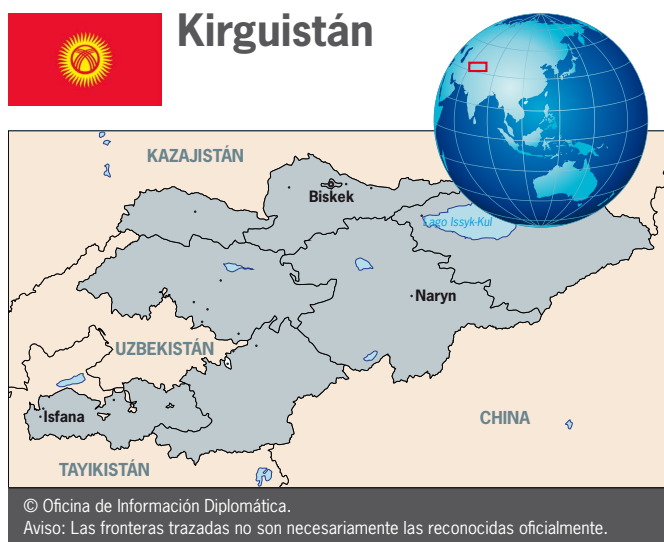 Kirguistán
KAZAJISTÁN
Biskek
Lago Issyk-Kul
Naryn
UZBEKISTÁN
Isfana
CHINA
TAYIKISTÁN
© Oficina de Información Diplomática.
Aviso: Las fronteras trazadas no son necesariamente las reconocidas oficialmente.